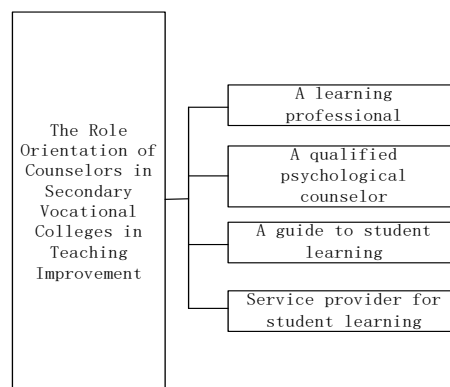 The Role
Orientation of
Counselors in
Secondary
Vocational
Colleges in
Teaching
Improvement
A learning
professional
A qualified
psychological
counselor
A guide to student
learning
Service provider for
student learning